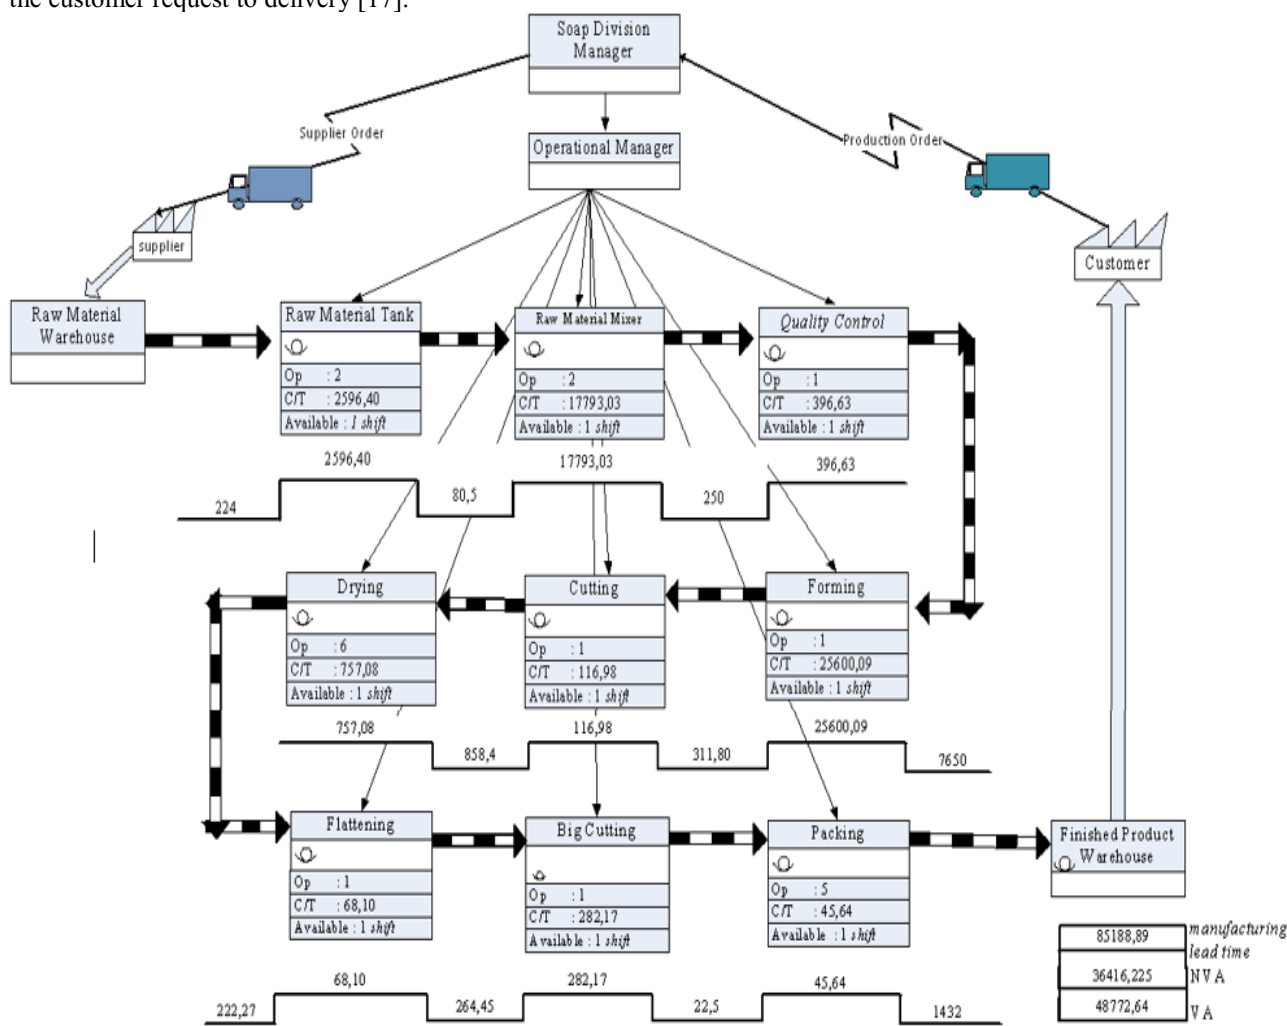 the customer request to delivery [17].
Soap Division
Manager
Supplier Order
Production Order
Operational Manager
supplier
Customer
Raw Material
Warehouse
Raw Material Tank
Op : 2
C/T : 2596,40
Available : 1 shift
Raw Material Mixer
Op : 2
C/T : 17793,03
Available : 1 shift
Quality Control
Op : 1
C/T : 396,63
Available : 1 shift
224
2596,40
80,5
17793,03
250
396,63
Drying
Op : 6
C/T : 757,08
Available : 1 shift
Cutting
Op : 1
C/T : 116,98
Available : 1 shift
Forming
Op : 1
C/T : 25600,09
Available : 1 shift
757,08
858,4
116,98
311,80
25600,09
7650
Flattening
Op : 1
C/T : 68,10
Available : 1 shift
Big Cutting
Op : 1
C/T : 282,17
Available : 1 shift
Packing
Op : 5
C/T : 45,64
Available : 1 shift
Finished Product
Warehouse
222,27
68,10
264,45
282,17
22,5
45,64
1432
85188,89 manufacturing
lead time
36416,225 NVA
48772,64 VA